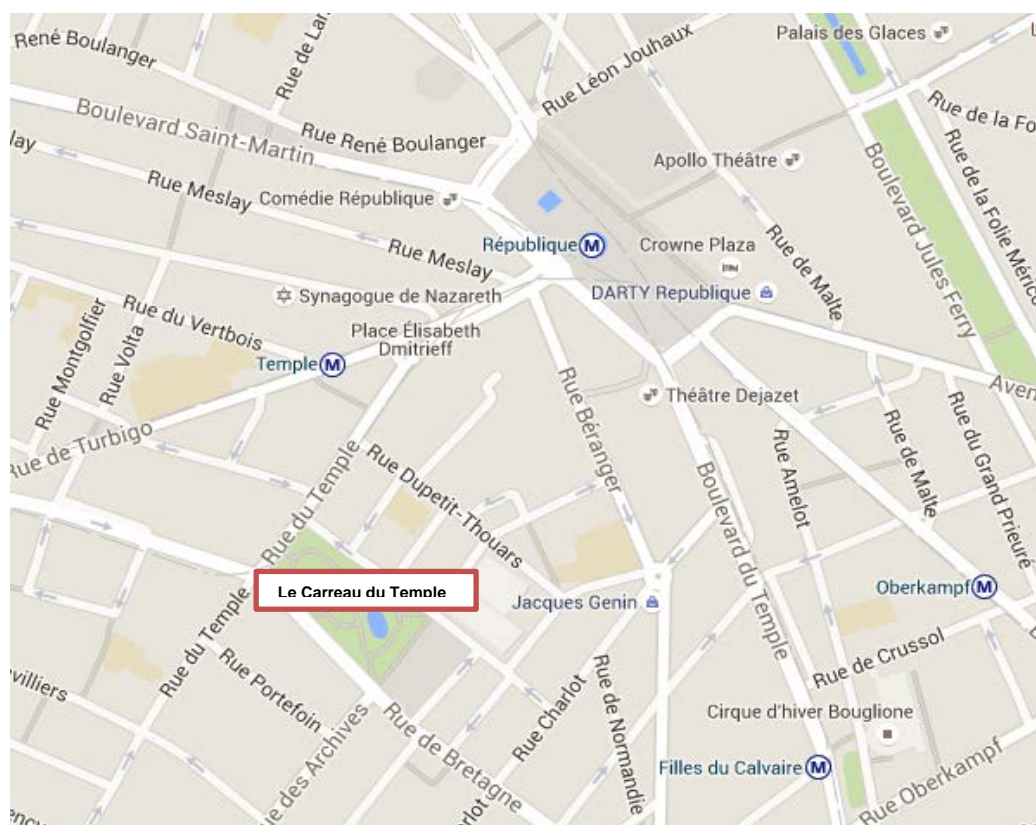 Palais des Glaces
René Boulanger
Rue de Lar
Rue Léon Jouhaux
Boulevard Saint-Martin
Rue René Boulanger
Rue de la Fo
lay
Rue Meslay
Apollo Théâtre
Boulevard Jules Ferry
Rue de la Folie Méric
Comédie République
Rue Meslay
République M
Crowne Plaza
Rue de Malte
Synagogue de Nazareth
DARTY Republique
Rue du Vertbois
Place Élisabeth
Dmitrieff
Temple M
Rue Montgolfier
Rue Volta
Théâtre Dejazet
Aven
Rue Béranger
Rue de Turbigo
Rue du Temple
Rue Dupetit-Thouars
Boulevard du Temple
Rue Amelot
Rue de Malte
Rue du Grand Prieuré
Le Carreau du Temple
Jacques Genin
Oberkampf M
Rue du Temple
Rue Portefoin
villiers
Rue de Crussol
Rue Charlot
Rue de Normandie
Cirque d'hiver Bouglione
Rue de Bretagne
e des Archives
Filles du Calvaire M
Rue Oberkampf
ency
rlot